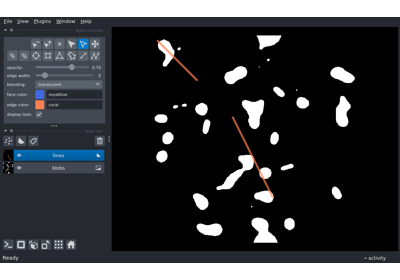 File View Plugins Window Help
opacity: 0.70
edge width: 5
blending: translucent
face color: royalblue
edge color: coral
display text:
lines
blobs
Ready
activity